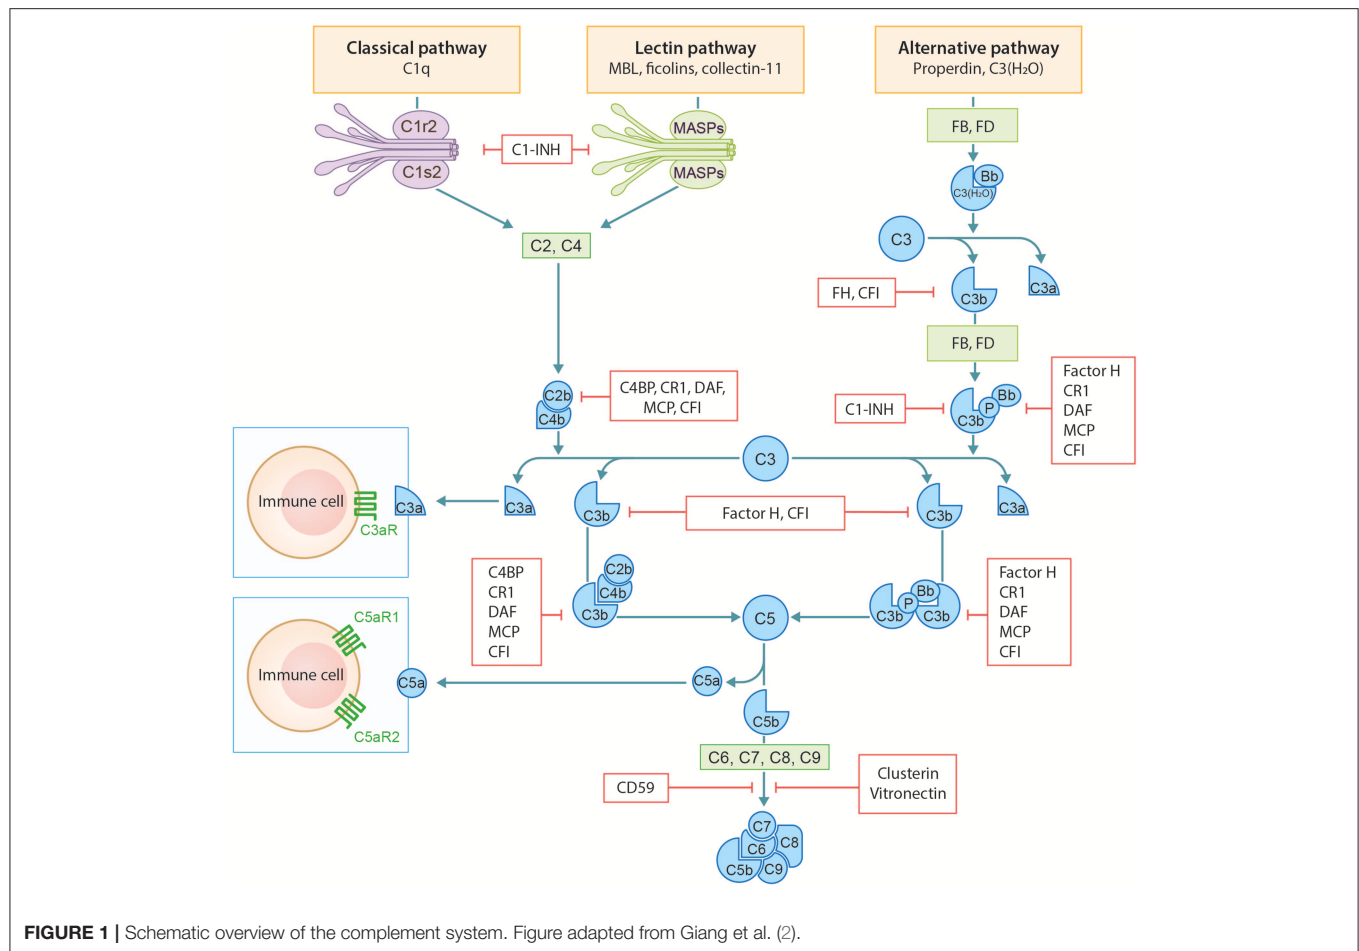 Classical pathway
C1q
Lectin pathway
MBL, ficolins, collectin-11
Alternative pathway
Properdin, C3(H₂O)
C1r2
C1s2
C1-INH
MASPs
MASPs
FB, FD
Bb
C3(H₂O)
C2, C4
C3
C3b
C3a
FH, CFI
FB, FD
C2b
C4b
C4BP, CR1, DAF,
MCP, CFI
C1-INH
Bb
P
C3b
Factor H
CR1
DAF
MCP
CFI
C3
Immune cell
C3aR
C3a
C3a
C3b
Factor H, CFI
C3b
C3a
C4BP
CR1
DAF
MCP
CFI
C2b
C4b
C3b
C5
Bb
P
C3b
C3b
Factor H
CR1
DAF
MCP
CFI
C5aR1
Immune cell
C5aR2
C5a
C5a
C5b
C6, C7, C8, C9
CD59
Clusterin
Vitronectin
C7
C6
C8
C5b
C9
FIGURE 1 | Schematic overview of the complement system. Figure adapted from Giang et al. (2).